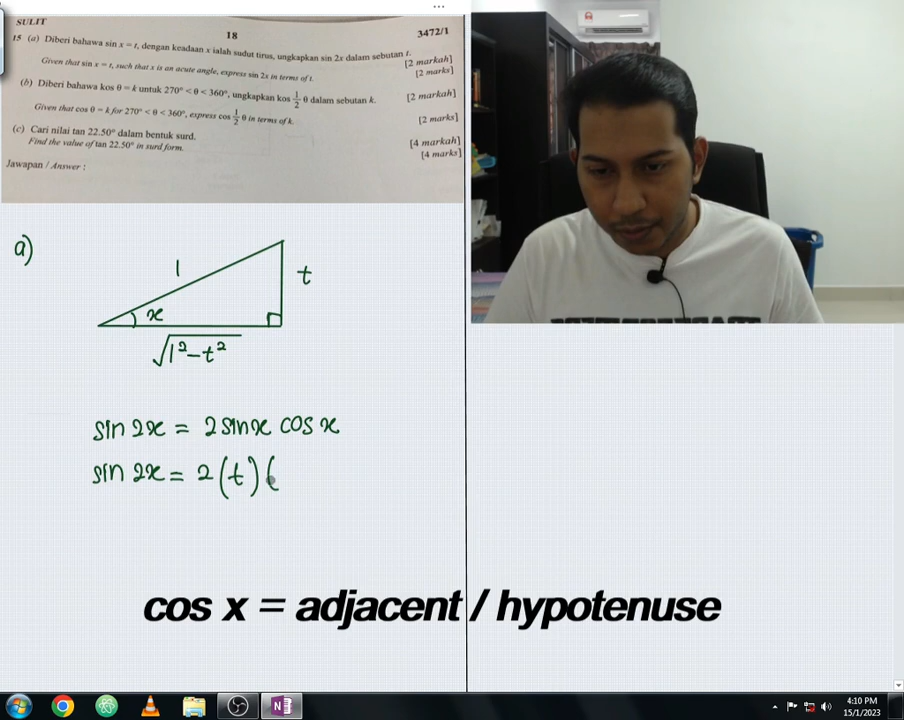 SULIT
18
3472/1
15 (a) Diberi bahawa sin x = t, dengan keadaan x ialah sudut tirus, ungkapkan sin 2x dalam sebutan t.
[2 markah]
Given that sin x = t, such that x is an acute angle, express sin 2x in terms of t.
[2 marks]
(b) Diberi bahawa kos θ = k untuk 270° < θ < 360°, ungkapkan kos 1/2 θ dalam sebutan k.
[2 markah]
Given that cos θ = k for 270° < θ < 360°, express cos 1/2 θ in terms of k.
[2 marks]
(c) Cari nilai tan 22.50° dalam bentuk surd.
[4 markah]
Find the value of tan 22.50° in surd form.
[4 marks]
Jawapan / Answer :
a)
1
t
x
√1²-t²
sin 2x = 2 sin x cos x
sin 2x = 2 (t) (
cos x = adjacent / hypotenuse
4:10 PM
15/1/2023